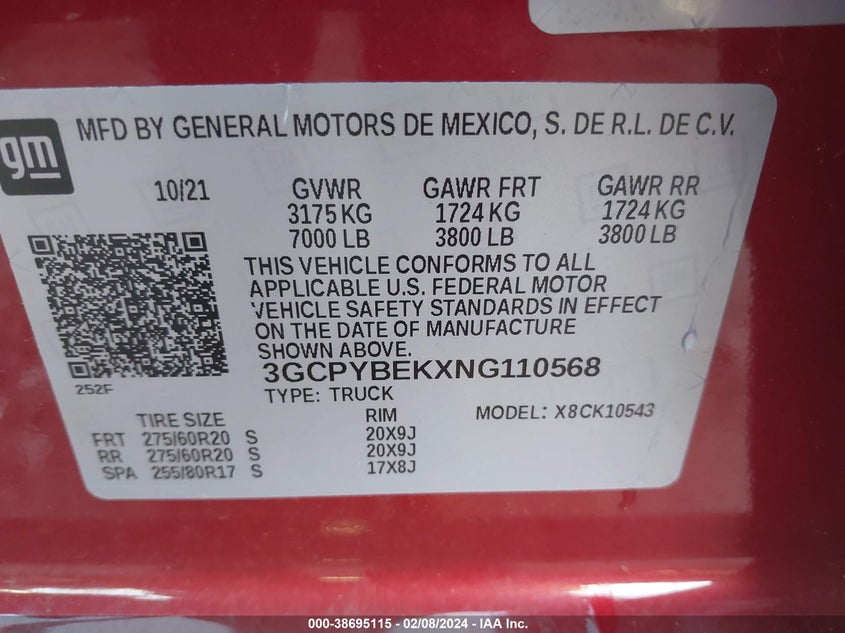 gm
MFD BY GENERAL MOTORS DE MEXICO, S. DE R.L. DE C.V.
10/21 GVWR GAWR FRT GAWR RR
3175 KG 1724 KG 1724 KG
7000 LB 3800 LB 3800 LB
THIS VEHICLE CONFORMS TO ALL
APPLICABLE U.S. FEDERAL MOTOR
VEHICLE SAFETY STANDARDS IN EFFECT
ON THE DATE OF MANUFACTURE
SHOWN ABOVE.
3GCPYBEKXNG110568
252F
TYPE: TRUCK
TIRE SIZE RIM MODEL: X8CK10543
FRT 275/60R20 S 20X9J
RR 275/60R20 S 20X9J
SPA 255/80R17 S 17X8J
000-38695115 - 02/08/2024 - IAA Inc.